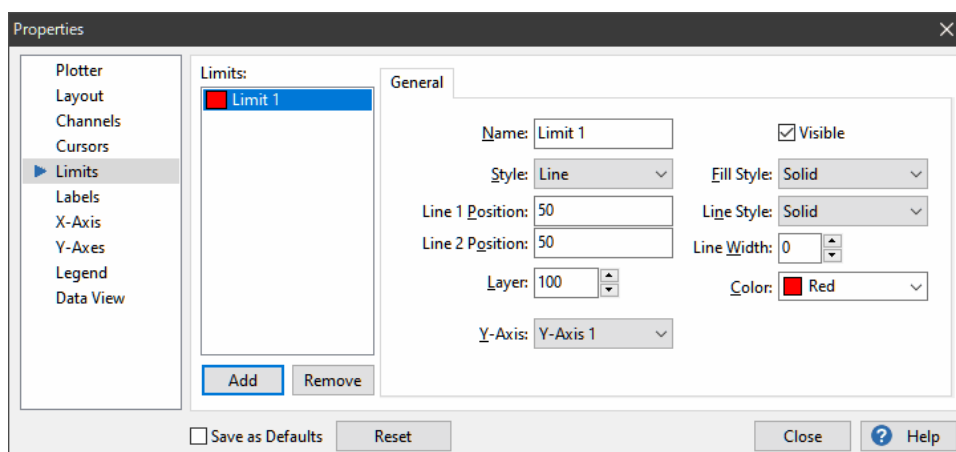 Properties
Plotter
Layout
Channels
Cursors
Limits
Labels
X-Axis
Y-Axes
Legend
Data View
Limits:
Limit 1
Add
Remove
General
Name: Limit 1
Visible
Style: Line
Fill Style: Solid
Line 1 Position: 50
Line Style: Solid
Line 2 Position: 50
Line Width: 0
Layer: 100
Color: Red
Y-Axis: Y-Axis 1
Save as Defaults
Reset
Close
Help